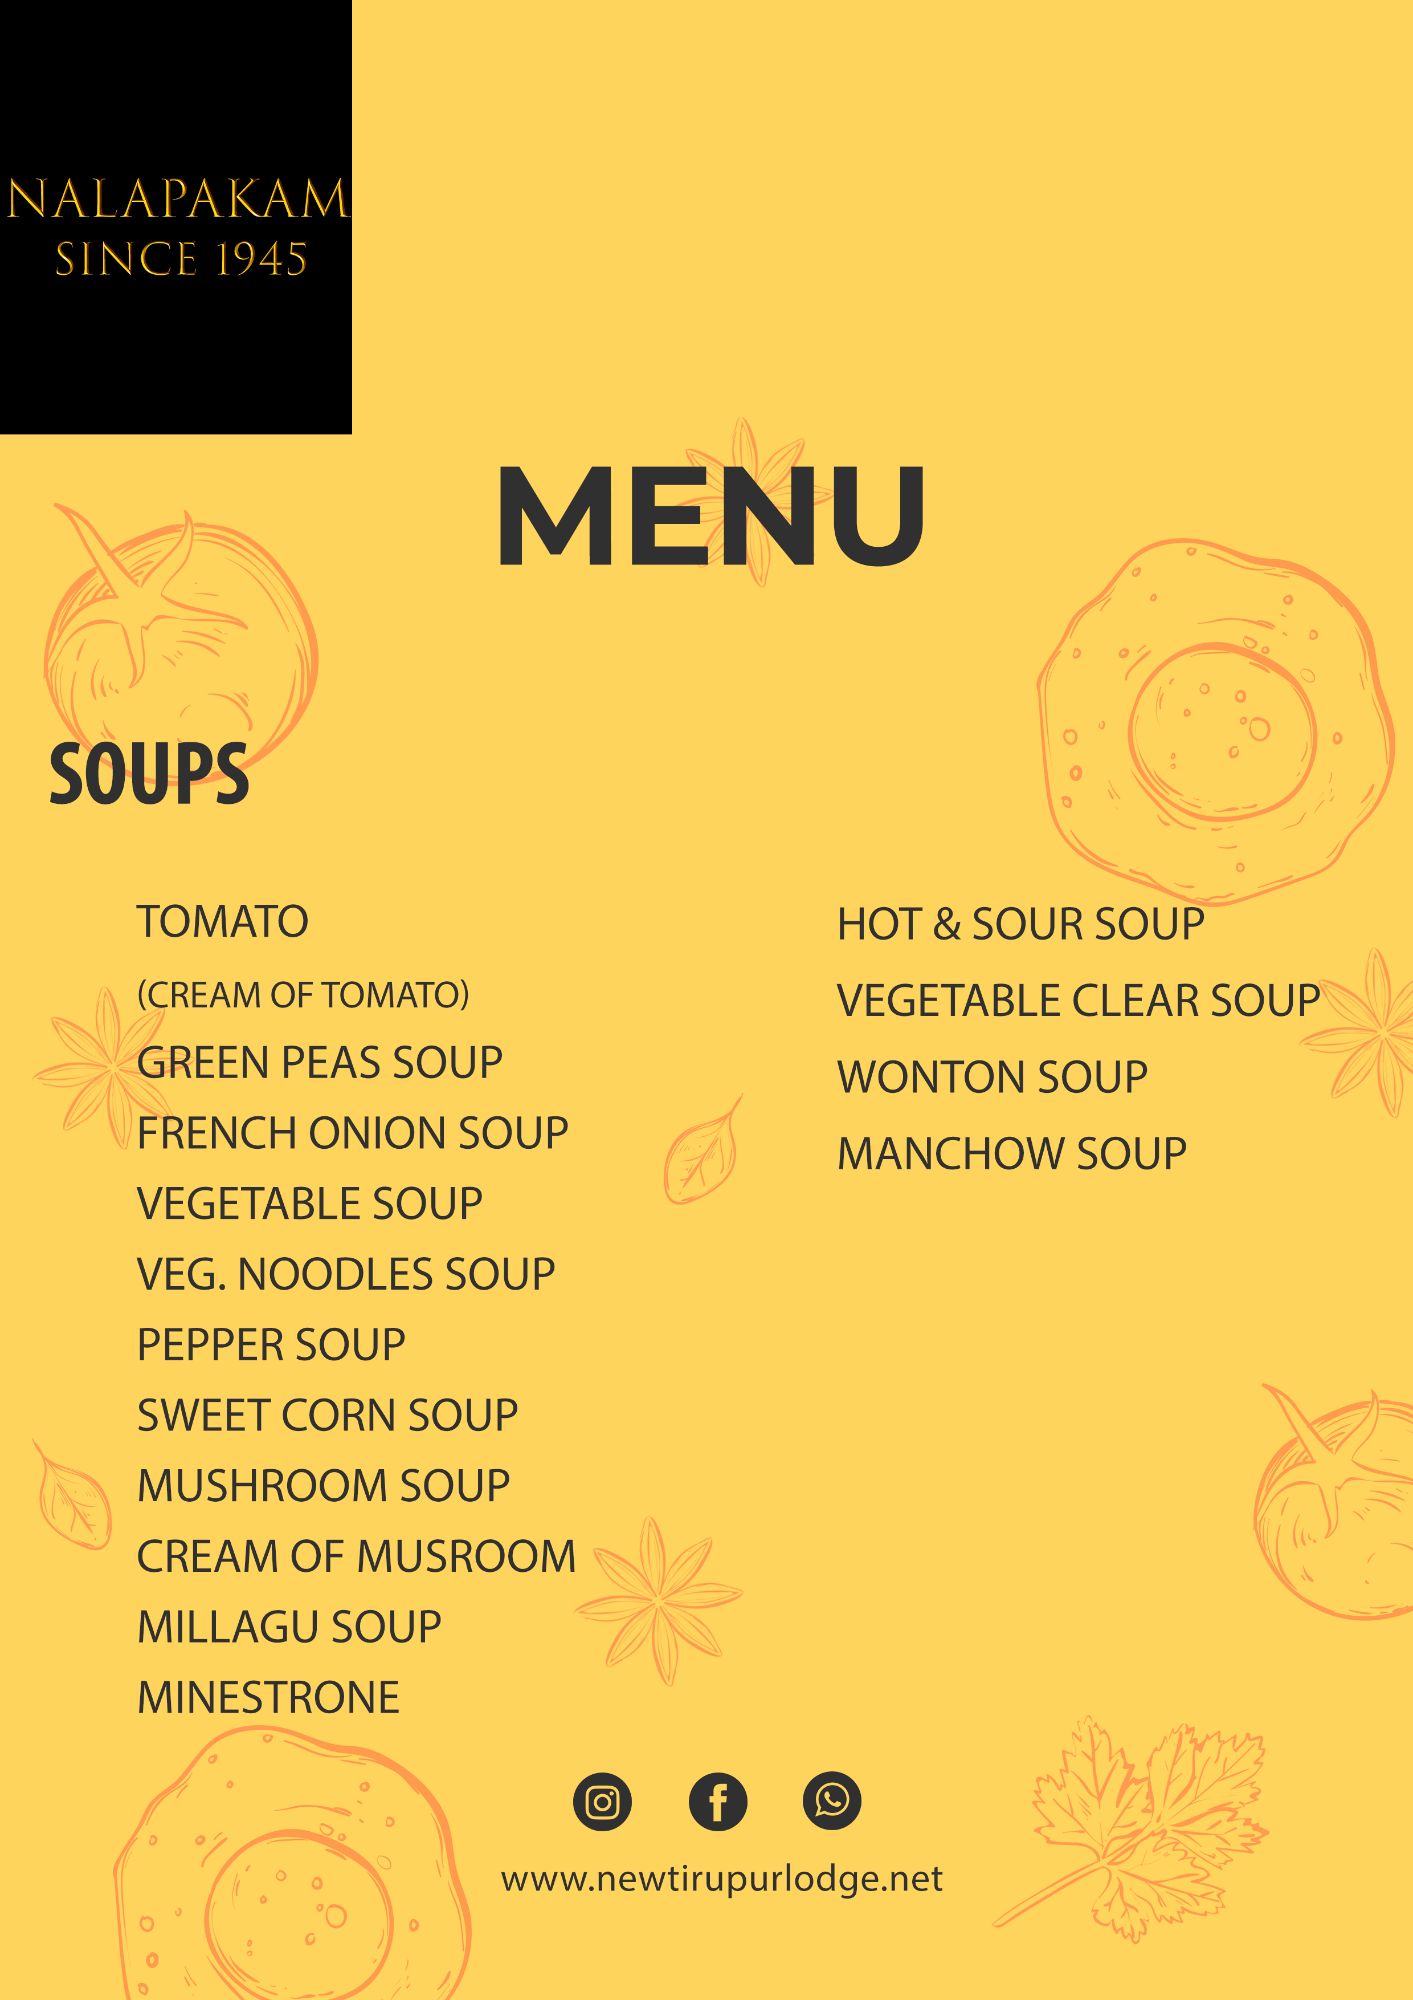 NALAPAKAM
SINCE 1945
MENU
SOUPS
TOMATO
(CREAM OF TOMATO)
GREEN PEAS SOUP
FRENCH ONION SOUP
VEGETABLE SOUP
VEG. NOODLES SOUP
PEPPER SOUP
SWEET CORN SOUP
MUSHROOM SOUP
CREAM OF MUSROOM
MILLAGU SOUP
MINESTRONE
HOT & SOUR SOUP
VEGETABLE CLEAR SOUP
WONTON SOUP
MANCHOW SOUP
www.newtirupurlodge.net